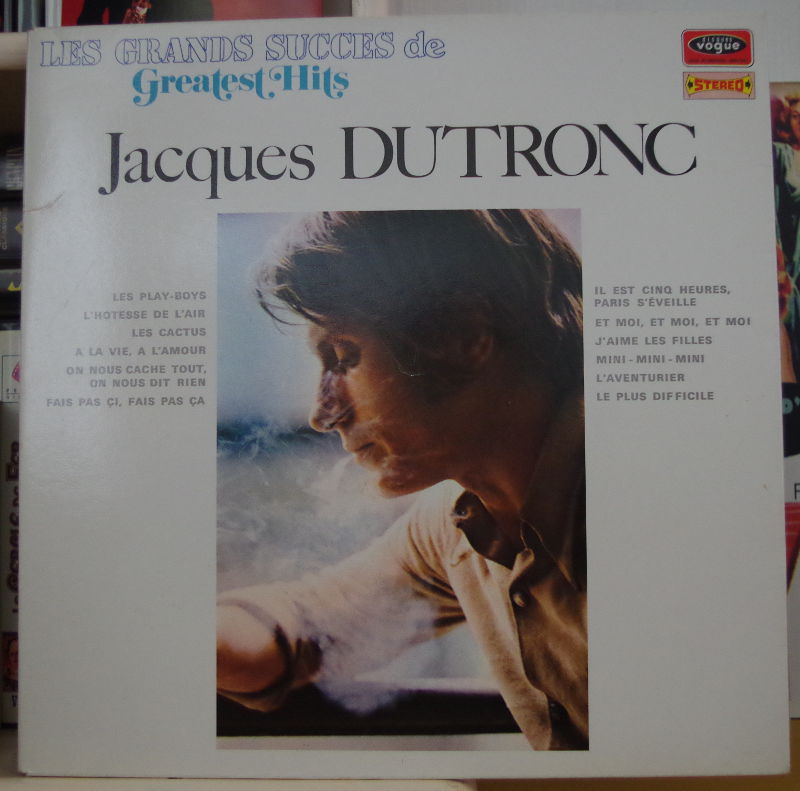 LES GRANDS SUCCES de
Greatest Hits
DISQUES
vogue
STEREO
Jacques DUTRONC
LES PLAY-BOYS
L'HOTESSE DE L'AIR
LES CACTUS
A LA VIE, A L'AMOUR
ON NOUS CACHE TOUT,
ON NOUS DIT RIEN
FAIS PAS ÇI, FAIS PAS ÇA
IL EST CINQ HEURES,
PARIS S'ÉVEILLE
ET MOI, ET MOI, ET MOI
J'AIME LES FILLES
MINI - MINI - MINI
L'AVENTURIER
LE PLUS DIFFICILE